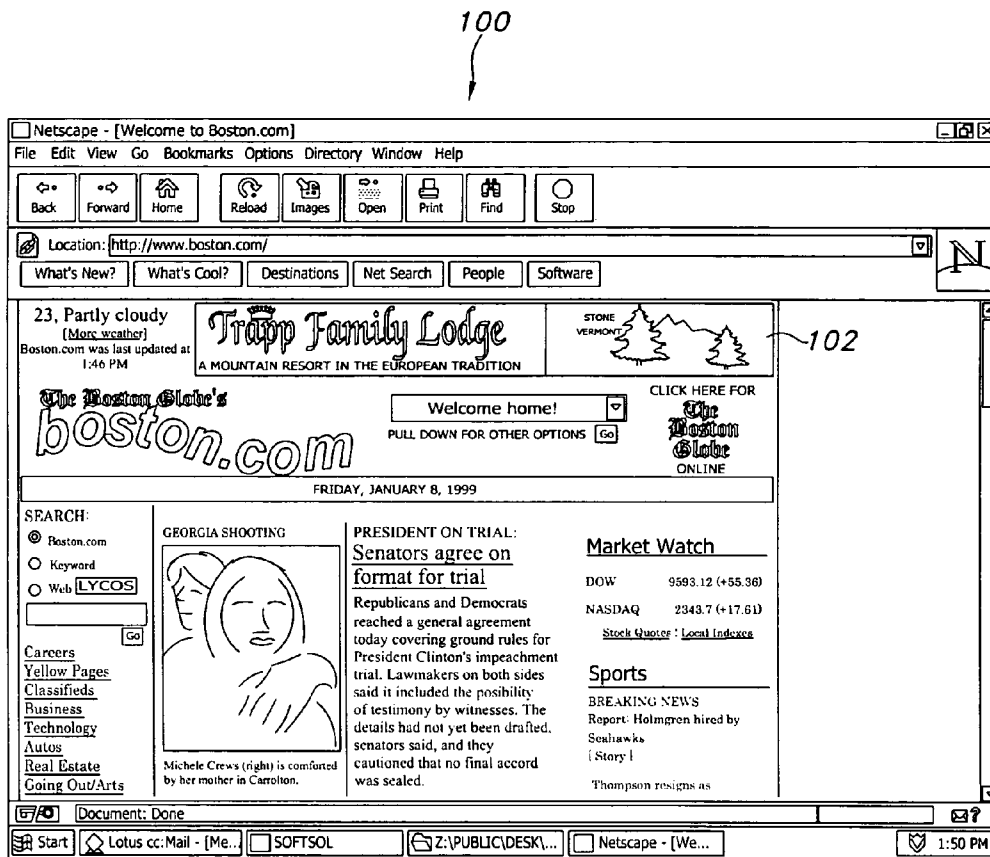 100
Netscape - [Welcome to Boston.com]
File Edit View Go Bookmarks Options Directory Window Help
Back Forward Home Reload Images Open Print Find Stop
Location: http://www.boston.com/
N
What's New? What's Cool? Destinations Net Search People Software
23, Partly cloudy
[More weather]
Boston.com was last updated at
1:46 PM
Trapp Family Lodge
A MOUNTAIN RESORT IN THE EUROPEAN TRADITION
STONE
VERMONT
102
The Boston Globe's
boston.com
Welcome home!
PULL DOWN FOR OTHER OPTIONS Go
CLICK HERE FOR
The
Boston
Globe
ONLINE
FRIDAY, JANUARY 8, 1999
SEARCH:
Boston.com
Keyword
Web LYCOS
Go
Careers
Yellow Pages
Classifieds
Business
Technology
Autos
Real Estate
Going Out/Arts
GEORGIA SHOOTING
Michele Crews (right) is comforted
by her mother in Carrolton.
PRESIDENT ON TRIAL:
Senators agree on
format for trial
Republicans and Democrats
reached a general agreement
today covering ground rules for
President Clinton's impeachment
trial. Lawmakers on both sides
said it included the posibility
of testimony by witnesses. The
details had not yet been drafted,
senators said, and they
cautioned that no final accord
was sealed.
Market Watch
DOW 9593.12 (+55.36)
NASDAQ 2343.7 (+17.61)
Stock Quotes : Local Indexes
Sports
BREAKING NEWS
Report: Holmgren hired by
Seahawks
[ Story ]
Thompson resigns as
Document: Done
?
Start Lotus cc:Mail - [Me... SOFTSOL Z:\PUBLIC\DESK\... Netscape - [We... 1:50 PM